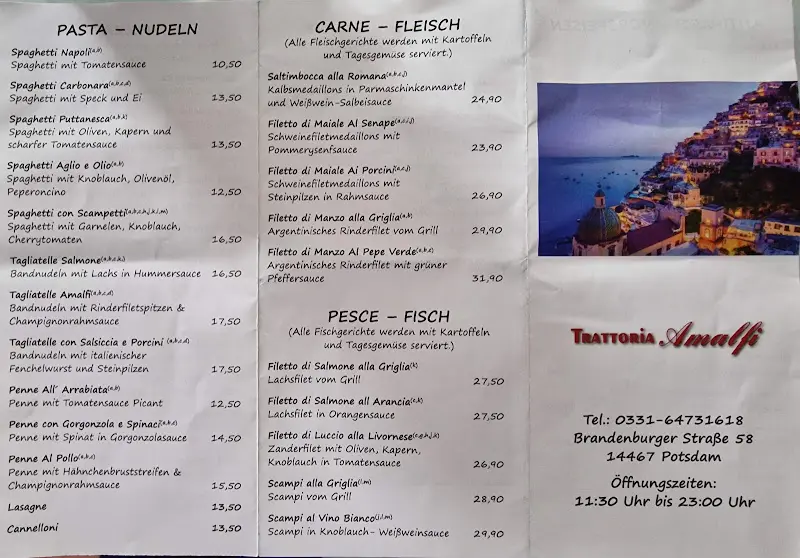 PASTA – NUDELN
Spaghetti Napoli(a,b)
Spaghetti mit Tomatensauce 10,50
Spaghetti Carbonara(a,b,c,d)
Spaghetti mit Speck und Ei 13,50
Spaghetti Puttanesca(a,b,k)
Spaghetti mit Oliven, Kapern und
scharfer Tomatensauce 13,50
Spaghetti Aglio e Olio(a,b)
Spaghetti mit Knoblauch, Olivenöl,
Peperoncino 12,50
Spaghetti con Scampetti(a,b,c,h,j,k,i,m)
Spaghetti mit Garnelen, Knoblauch,
Cherrytomaten 16,50
Tagliatelle Salmone(a,b,c,k,)
Bandnudeln mit Lachs in Hummersauce 16,50
Tagliatelle Amalfi(a,b,c,d)
Bandnudeln mit Rinderfiletspitzen &
Champignonrahmsauce 17,50
Tagliatelle con Salsiccia e Porcini (a,b,c,d)
Bandnudeln mit italienischer
Fenchelwurst und Steinpilzen 17,50
Penne All' Arrabiata(a,b)
Penne mit Tomatensauce Picant 12,50
Penne con Gorgonzola e Spinaci(a,b,c)
Penne mit Spinat in Gorgonzolasauce 14,50
Penne Al Pollo(a,b,c)
Penne mit Hähnchenbruststreifen &
Champignonrahmsauce 15,50
Lasagne 13,50
Cannelloni 13,50
CARNE – FLEISCH
(Alle Fleischgerichte werden mit Kartoffeln
und Tagesgemüse serviert.)
Saltimbocca alla Romana(a,b,c,j)
Kalbsmedaillons in Parmaschinkenmantel
und Weißwein-Salbeisauce 24,90
Filetto di Maiale Al Senape(a,c,i,j)
Schweinefiletmedaillons mit
Pommerysenfsauce 23,90
Filetto di Maiale Ai Porcini(a,c,j)
Schweinefiletmedaillons mit
Steinpilzen in Rahmsauce 26,90
Filetto di Manzo alla Griglia(a,b)
Argentinisches Rinderfilet vom Grill 29,90
Filetto di Manzo Al Pepe Verde(a,b,c)
Argentinisches Rinderfilet mit grüner
Pfeffersauce 31,90
PESCE – FISCH
(Alle Fischgerichte werden mit Kartoffeln
und Tagesgemüse serviert.)
Filetto di Salmone alla Griglia(k)
Lachsfilet vom Grill 27,50
Filetto di Salmone all Arancia(c,k)
Lachsfilet in Orangensauce 27,50
Filetto di Luccio alla Livornese(c,g,h,j,k)
Zanderfilet mit Oliven, Kapern,
Knoblauch in Tomatensauce 26,90
Scampi alla Griglia(l,m)
Scampi vom Grill 28,90
Scampi al Vino Bianco(j,l,m)
Scampi in Knoblauch- Weißweinsauce 29,90
TRATTORIA Amalfi
Tel.: 0331-64731618
Brandenburger Straße 58
14467 Potsdam
Öffnungszeiten:
11:30 Uhr bis 23:00 Uhr